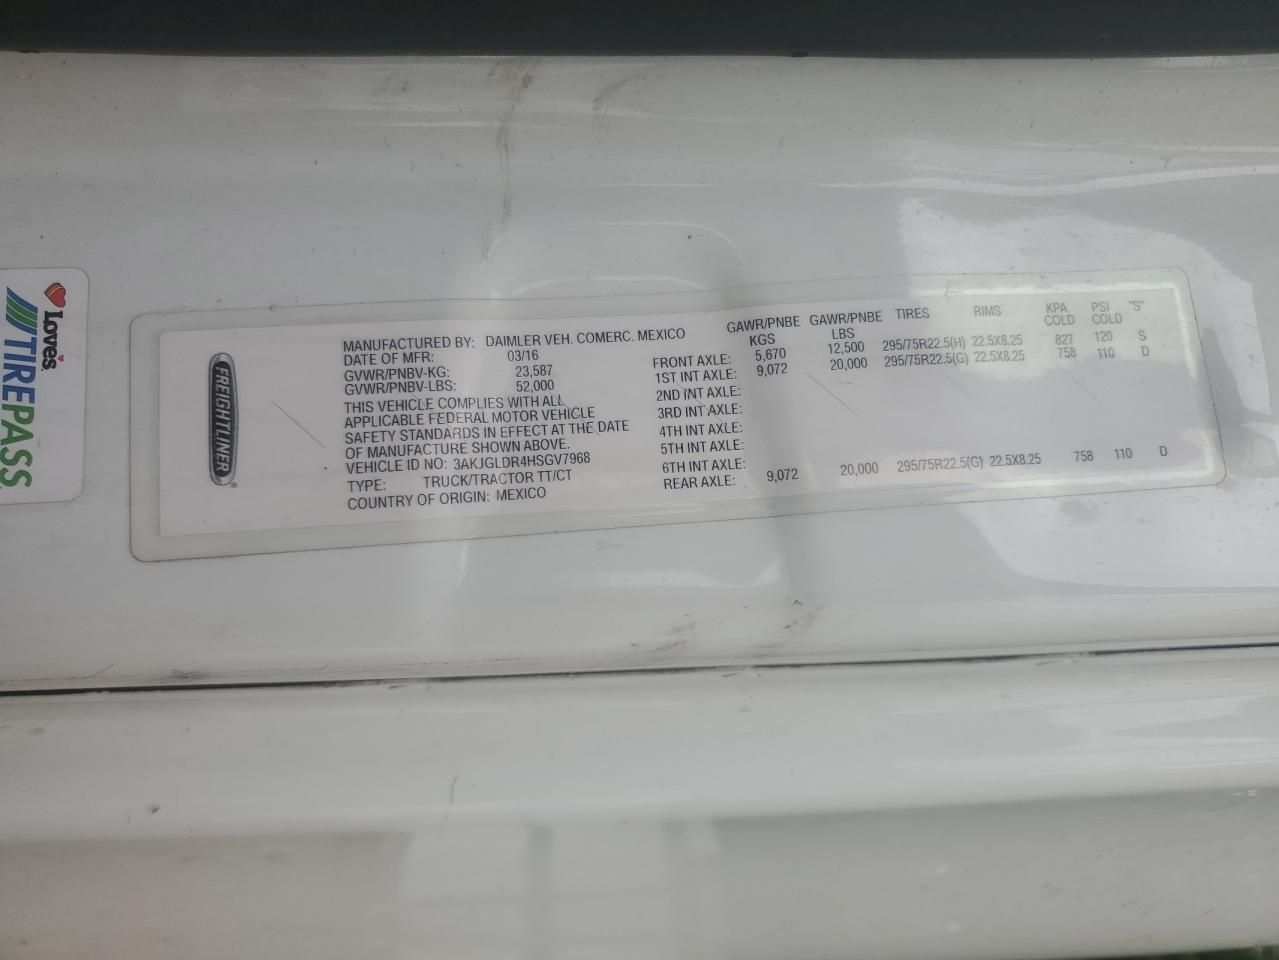 Love's
TIREPASS
FREIGHTLINER
MANUFACTURED BY: DAIMLER VEH. COMERC. MEXICO
DATE OF MFR: 03/16
GVWR/PNBV-KG: 23,587
GVWR/PNBV-LBS: 52,000
THIS VEHICLE COMPLIES WITH ALL
APPLICABLE FEDERAL MOTOR VEHICLE
SAFETY STANDARDS IN EFFECT AT THE DATE
OF MANUFACTURE SHOWN ABOVE.
VEHICLE ID NO: 3AKJGLDR4HSGV7968
TYPE: TRUCK/TRACTOR TT/CT
COUNTRY OF ORIGIN: MEXICO
GAWR/PNBE GAWR/PNBE TIRES RIMS KPA PSI "S"
KGS LBS COLD COLD
FRONT AXLE: 5,670 12,500 295/75R22.5(H) 22.5X8.25 827 120 S
1ST INT AXLE: 9,072 20,000 295/75R22.5(G) 22.5X8.25 758 110 D
2ND INT AXLE:
3RD INT AXLE:
4TH INT AXLE:
5TH INT AXLE:
6TH INT AXLE:
REAR AXLE: 9,072 20,000 295/75R22.5(G) 22.5X8.25 758 110 D